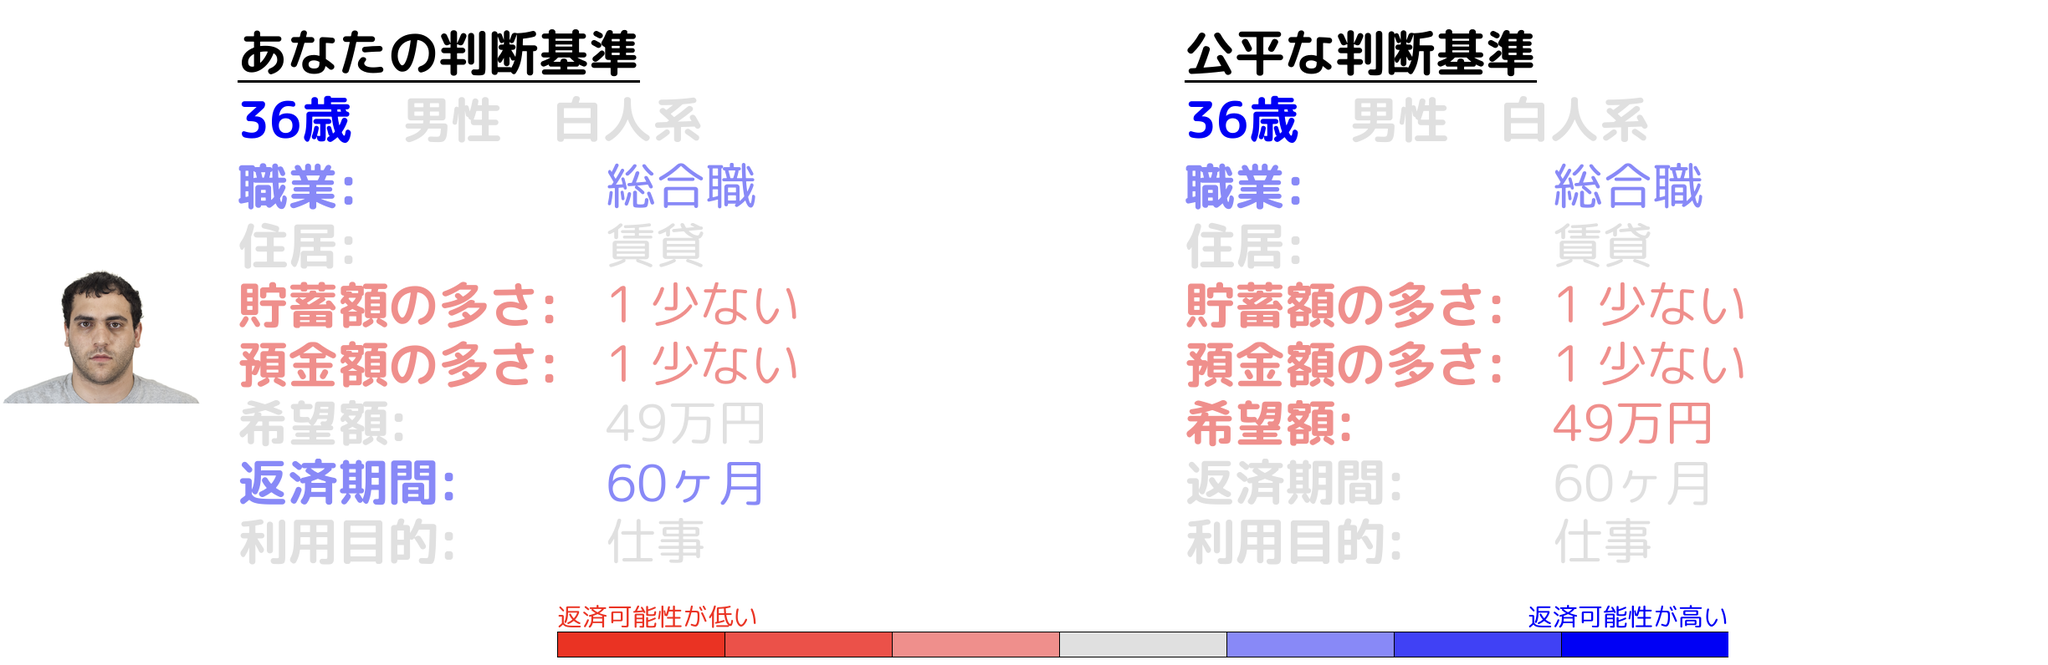 あなたの判断基準
36歳 男性 白人系
職業: 総合職
住居: 賃貸
貯蓄額の多さ: 1 少ない
預金額の多さ: 1 少ない
希望額: 49万円
返済期間: 60ヶ月
利用目的: 仕事
公平な判断基準
36歳 男性 白人系
職業: 総合職
住居: 賃貸
貯蓄額の多さ: 1 少ない
預金額の多さ: 1 少ない
希望額: 49万円
返済期間: 60ヶ月
利用目的: 仕事
返済可能性が低い
返済可能性が高い